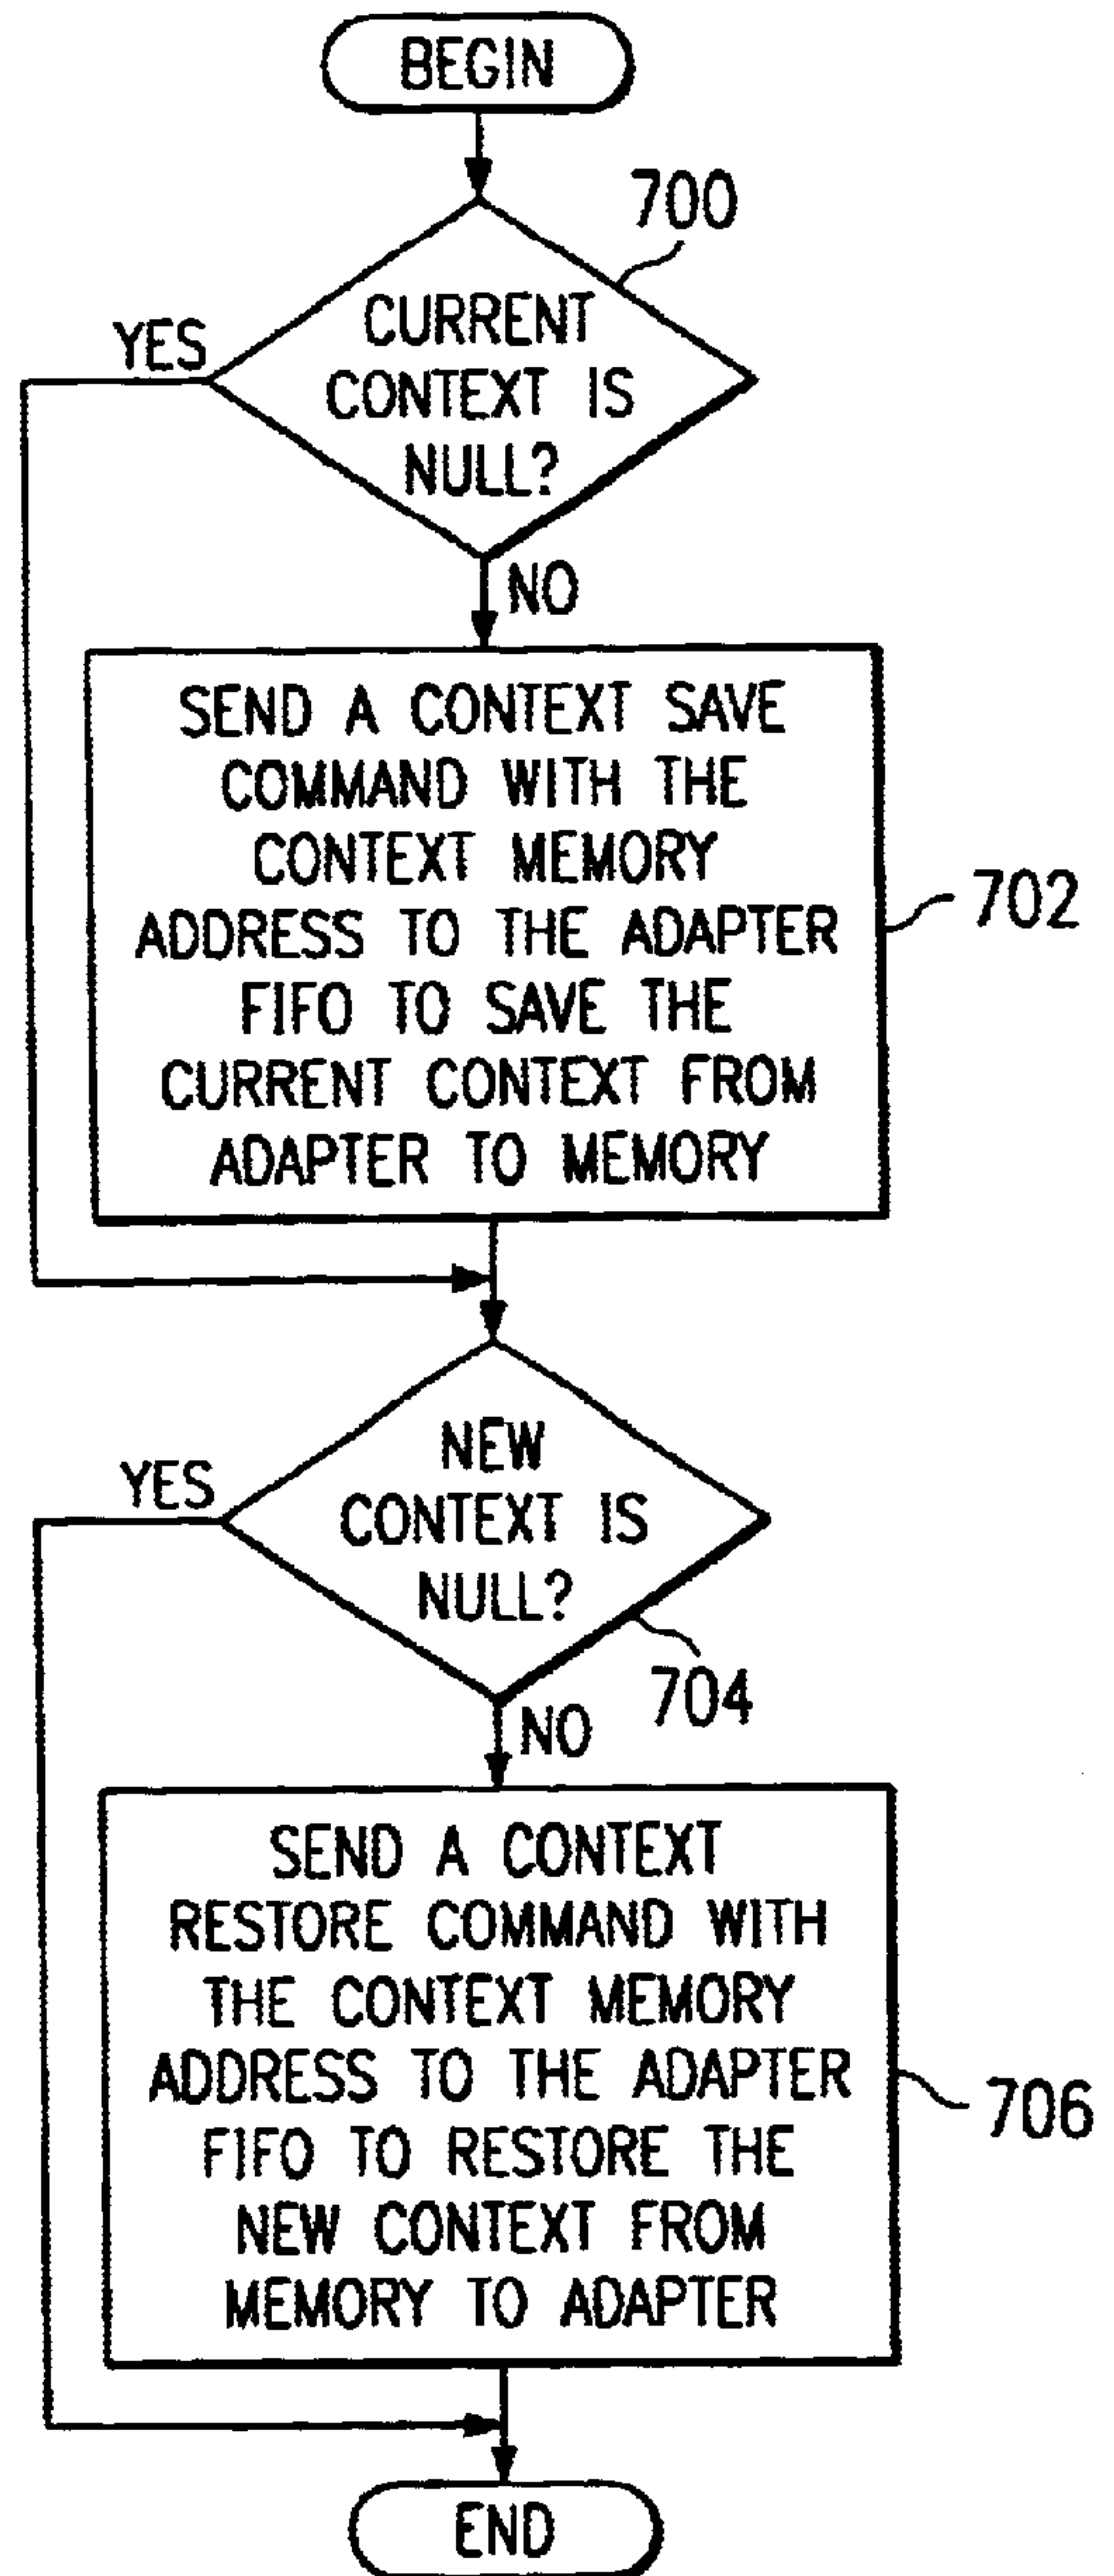 BEGIN
700
CURRENT
YES
CONTEXT IS
NULL?
NO
SEND A CONTEXT SAVE
COMMAND WITH THE
CONTEXT MEMORY
ADDRESS TO THE ADAPTER
FIFO TO SAVE THE
CURRENT CONTEXT FROM
ADAPTER TO MEMORY
702
NEW
YES
CONTEXT IS
NULL?
704
NO
SEND A CONTEXT
RESTORE COMMAND WITH
THE CONTEXT MEMORY
ADDRESS TO THE ADAPTER
FIFO TO RESTORE THE
NEW CONTEXT FROM
MEMORY TO ADAPTER
706
END